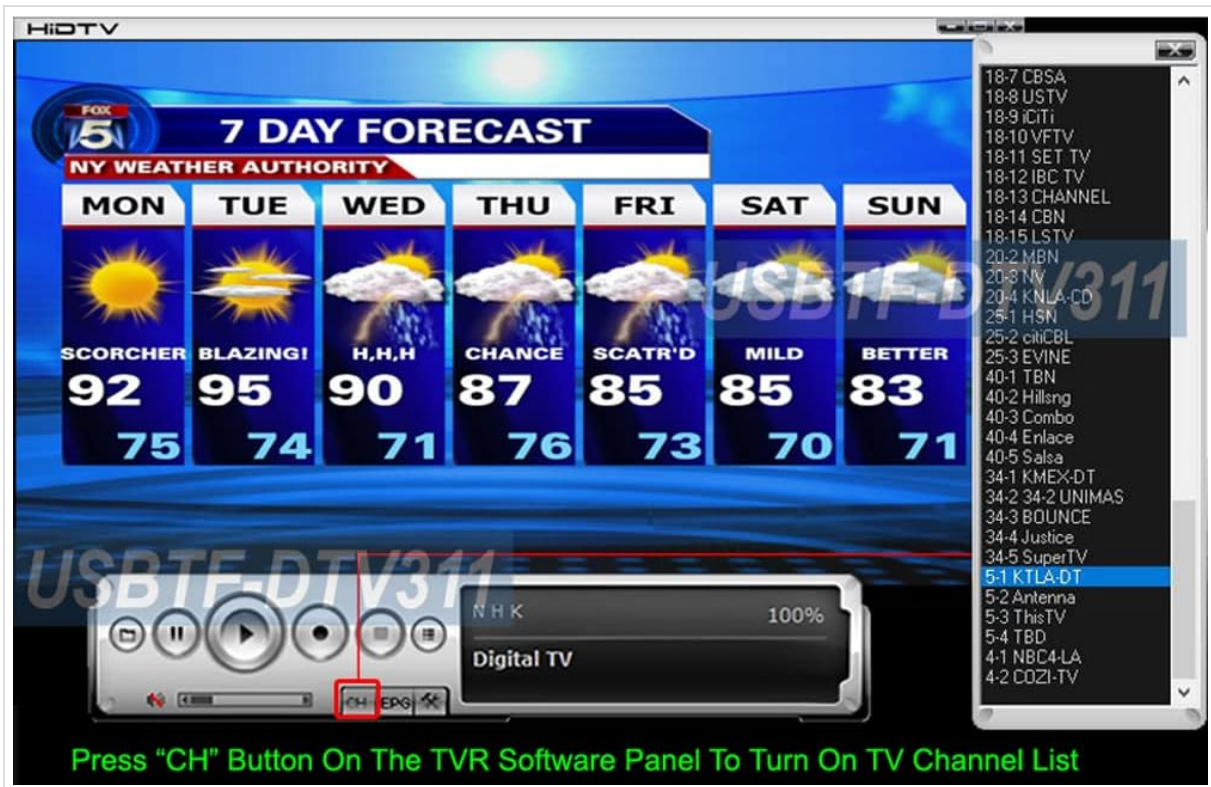 HiDTV
FOX
5
7 DAY FORECAST
NY WEATHER AUTHORITY
MON TUE WED THU FRI SAT SUN
SCORCHER BLAZING! H,H,H CHANCE SCATR'D MILD BETTER
92 95 90 87 85 85 83
75 74 71 76 73 70 71
USBTF-DTV311
USBTF-DTV311
NHK 100%
Digital TV
CH EPG
18-7 CBSA
18-8 USTV
18-9 iCiTi
18-10 VFTV
18-11 SET TV
18-12 IBC TV
18-13 CHANNEL
18-14 CBN
18-15 LSTV
20-2 MBN
20-3 NV
20-4 KNLA-CD
25-1 HSN
25-2 citiCBL
25-3 EVINE
40-1 TBN
40-2 Hillsng
40-3 Combo
40-4 Enlace
40-5 Salsa
34-1 KMEX-DT
34-2 34-2 UNIMAS
34-3 BOUNCE
34-4 Justice
34-5 SuperTV
5-1 KTLA-DT
5-2 Antenna
5-3 ThisTV
5-4 TBD
4-1 NBC4-LA
4-2 COZI-TV
Press “CH” Button On The TVR Software Panel To Turn On TV Channel List